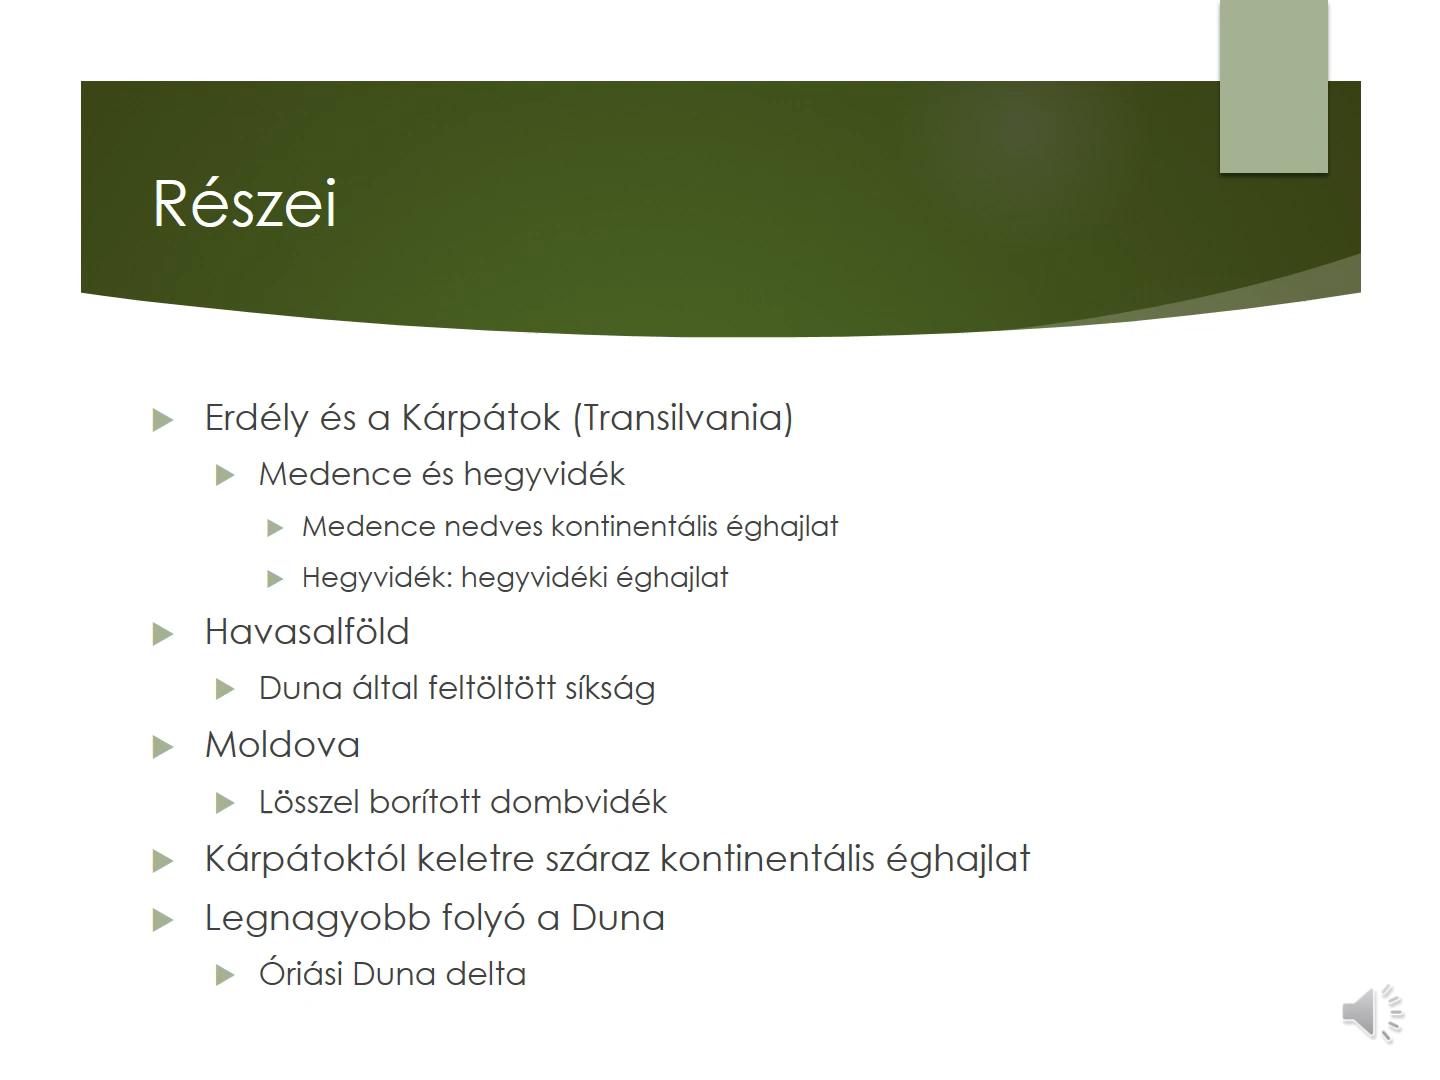 Részei
Erdély és a Kárpátok (Transilvania)
Medence és hegyvidék
Medence nedves kontinentális éghajlat
Hegyvidék: hegyvidéki éghajlat
Havasalföld
Duna által feltöltött síkság
Moldova
Lösszel borított dombvidék
Kárpátoktól keletre száraz kontinentális éghajlat
Legnagyobb folyó a Duna
Óriási Duna delta